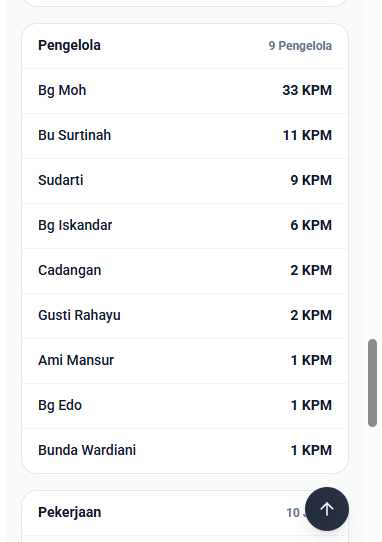 Pengelola 9 Pengelola
Bg Moh 33 KPM
Bu Surtinah 11 KPM
Sudarti 9 KPM
Bg Iskandar 6 KPM
Cadangan 2 KPM
Gusti Rahayu 2 KPM
Ami Mansur 1 KPM
Bg Edo 1 KPM
Bunda Wardiani 1 KPM
Pekerjaan 10